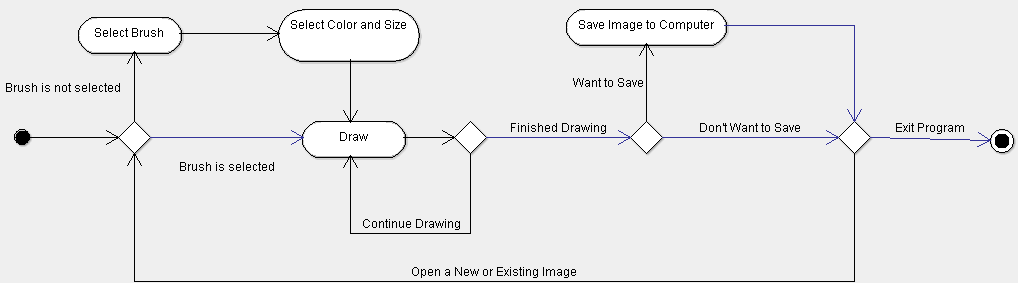 Select Brush
Select Color and Size
Save Image to Computer
Brush is not selected
Want to Save
Draw
Finished Drawing
Don't Want to Save
Exit Program
Brush is selected
Continue Drawing
Open a New or Existing Image